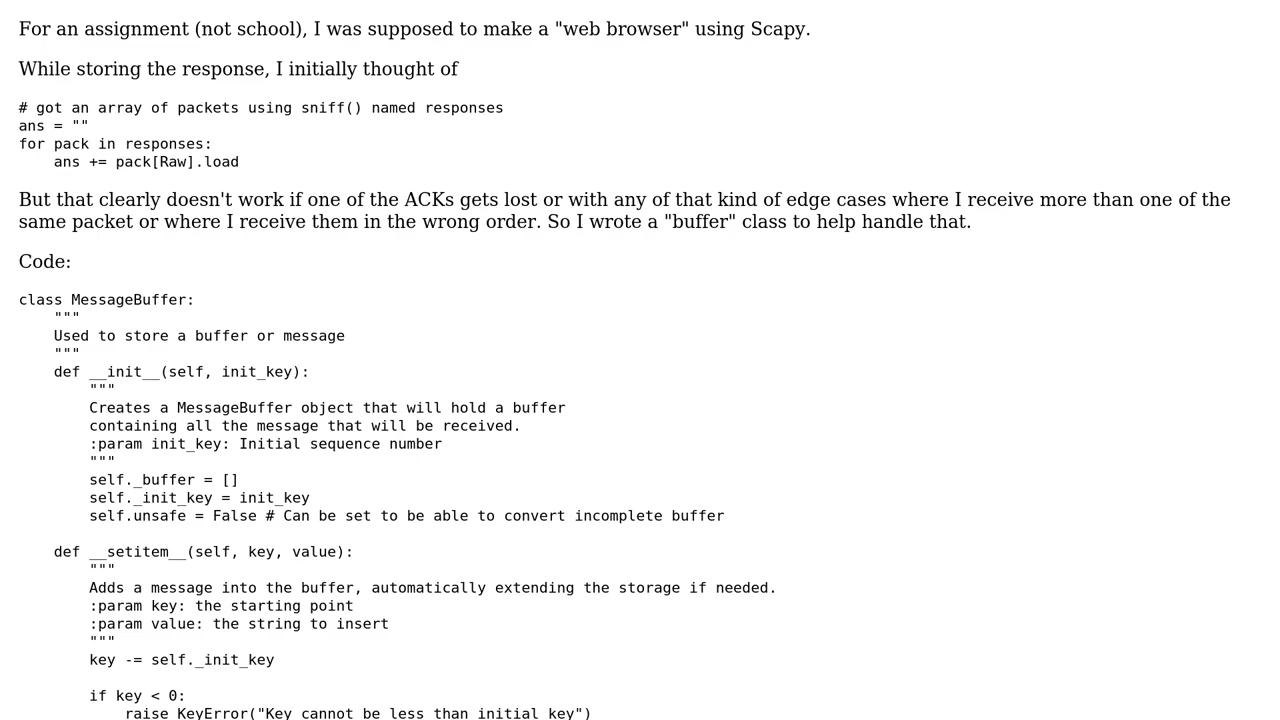 For an assignment (not school), I was supposed to make a "web browser" using Scapy.
While storing the response, I initially thought of
# got an array of packets using sniff() named responses
ans = ""
for pack in responses:
    ans += pack[Raw].load
But that clearly doesn't work if one of the ACKs gets lost or with any of that kind of edge cases where I receive more than one of the
same packet or where I receive them in the wrong order. So I wrote a "buffer" class to help handle that.
Code:
class MessageBuffer:
    """
    Used to store a buffer or message
    """
    def __init__(self, init_key):
        """
        Creates a MessageBuffer object that will hold a buffer
        containing all the message that will be received.
        :param init_key: Initial sequence number
        """
        self._buffer = []
        self._init_key = init_key
        self.unsafe = False # Can be set to be able to convert incomplete buffer
    def __setitem__(self, key, value):
        """
        Adds a message into the buffer, automatically extending the storage if needed.
        :param key: the starting point
        :param value: the string to insert
        """
        key -= self._init_key
        if key < 0:
            raise KeyError("Key cannot be less than initial key")